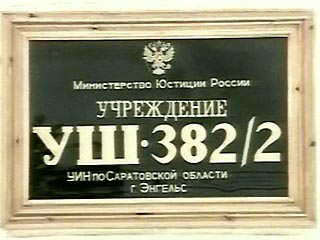 Министерство Юстиции России
УЧРЕЖДЕНИЕ
УШ·382/2
УИН по Саратовской области
г. Энгельс